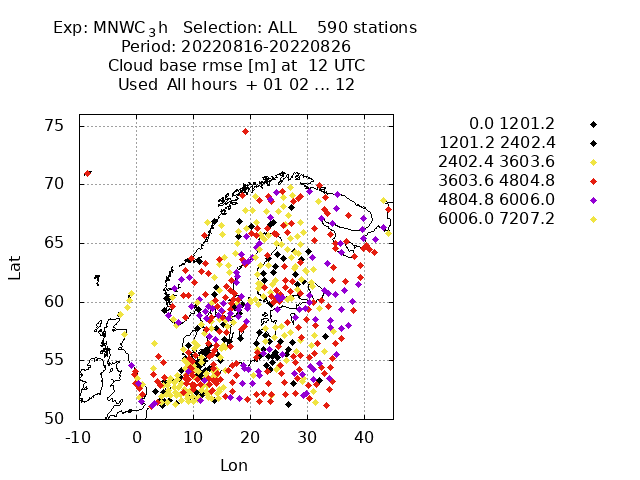 Exp: MNWC_3h   Selection: ALL    590 stations
Period: 20220816-20220826
Cloud base rmse [m] at  12 UTC
Used  All hours  + 01 02 ... 12
0.0 1201.2
1201.2 2402.4
2402.4 3603.6
3603.6 4804.8
4804.8 6006.0
6006.0 7207.2
75
70
65
60
55
50
Lat
-10 0 10 20 30 40
Lon